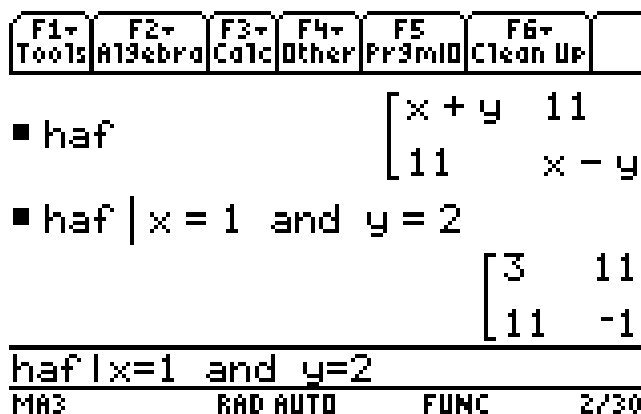 F1▾ F2▾ F3▾ F4▾ F5 F6▾
Tools Algebra Calc Other PrgmIO Clean Up
▪ haf [x + y 11
11 x − y
▪ haf | x = 1 and y = 2
[3 11
11 -1
haf|x=1 and y=2
MA3 RAD AUTO FUNC 2/30